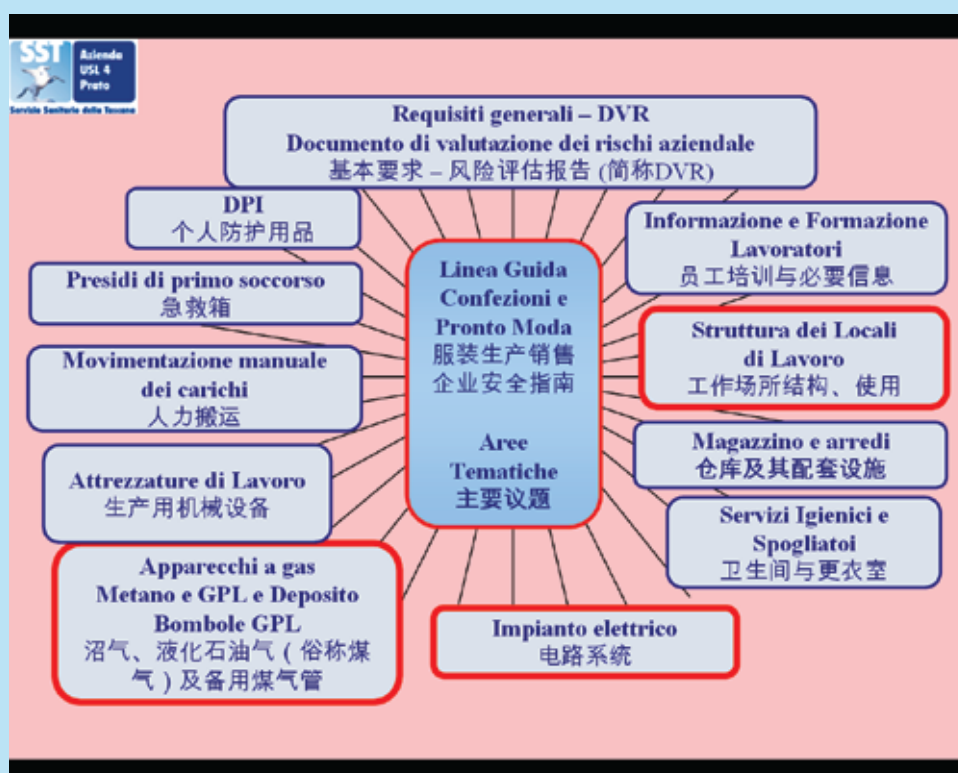 SST
Azienda
USL 4
Prato
Servizio Sanitario della Toscana
Requisiti generali – DVR
Documento di valutazione dei rischi aziendale
基本要求 – 风险评估报告 (简称DVR)
DPI
个人防护用品
Informazione e Formazione
Lavoratori
员工培训与必要信息
Presidi di primo soccorso
急救箱
Linea Guida
Confezioni e
Pronto Moda
服装生产销售
企业安全指南
Aree
Tematiche
主要议题
Struttura dei Locali
di Lavoro
工作场所结构、使用
Movimentazione manuale
dei carichi
人力搬运
Magazzino e arredi
仓库及其配套设施
Attrezzature di Lavoro
生产用机械设备
Servizi Igienici e
Spogliatoi
卫生间与更衣室
Apparecchi a gas
Metano e GPL e Deposito
Bombole GPL
沼气、液化石油气 ( 俗称煤
气 ) 及备用煤气管
Impianto elettrico
电路系统